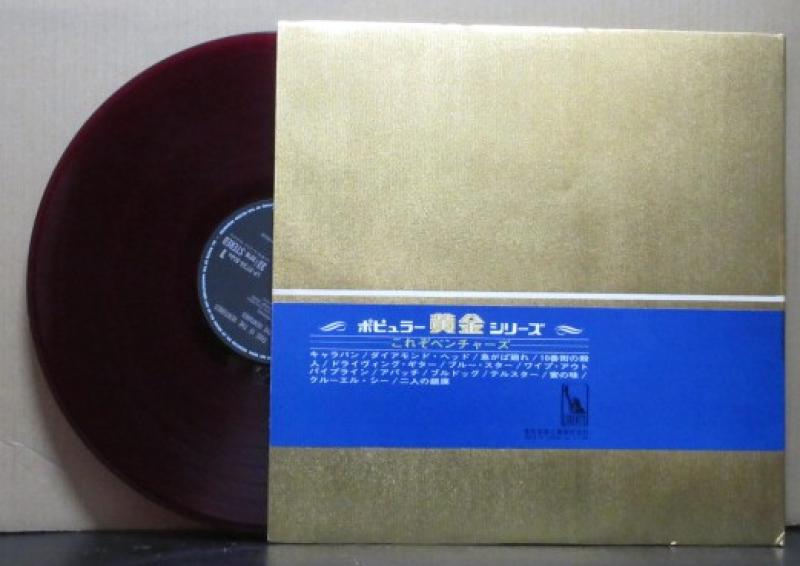 ポピュラー 黄金 シリーズ
これぞベンチャーズ
キャラバン/ダイアモンド・ヘッド/急がば廻れ/10番街の殺
人/ドライヴィング・ギター/ブルー・スター/ワイプ・アウト
パイプライン/アパッチ/ブルドッグ/テルスター/蜜の味/
クルーエル・シー/二人の銀座
LIBERTY
STEREO